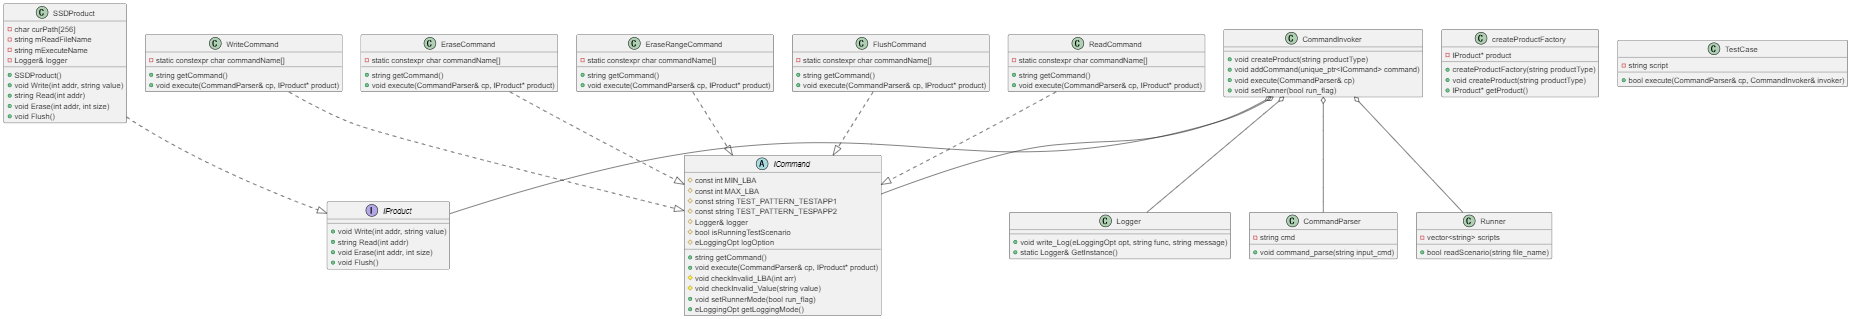 C SSDProduct
char curPath[256]
string mReadFileName
string mExecuteName
Logger& logger
SSDProduct()
void Write(int addr, string value)
string Read(int addr)
void Erase(int addr, int size)
void Flush()
C WriteCommand
static constexpr char commandName[]
string getCommand()
void execute(CommandParser& cp, IProduct* product)
C EraseCommand
static constexpr char commandName[]
string getCommand()
void execute(CommandParser& cp, IProduct* product)
C EraseRangeCommand
static constexpr char commandName[]
string getCommand()
void execute(CommandParser& cp, IProduct* product)
C FlushCommand
static constexpr char commandName[]
string getCommand()
void execute(CommandParser& cp, IProduct* product)
C ReadCommand
static constexpr char commandName[]
string getCommand()
void execute(CommandParser& cp, IProduct* product)
C CommandInvoker
void createProduct(string productType)
void addCommand(unique_ptr<ICommand> command)
void execute(CommandParser& cp)
void setRunner(bool run_flag)
C createProductFactory
IProduct* product
createProductFactory(string productType)
void createProduct(string productType)
IProduct* getProduct()
C TestCase
string script
bool execute(CommandParser& cp, CommandInvoker& invoker)
I IProduct
void Write(int addr, string value)
string Read(int addr)
void Erase(int addr, int size)
void Flush()
A ICommand
const int MIN_LBA
const int MAX_LBA
const string TEST_PATTERN_TESTAPP1
const string TEST_PATTERN_TESPAPP2
Logger& logger
bool isRunningTestScenario
eLoggingOpt logOption
string getCommand()
void execute(CommandParser& cp, IProduct* product)
void checkInvalid_LBA(int arr)
void checkInvalid_Value(string value)
void setRunnerMode(bool run_flag)
eLoggingOpt getLoggingMode()
C Logger
void write_Log(eLoggingOpt opt, string func, string message)
static Logger& GetInstance()
C CommandParser
string cmd
void command_parse(string input_cmd)
C Runner
vector<string> scripts
bool readScenario(string file_name)